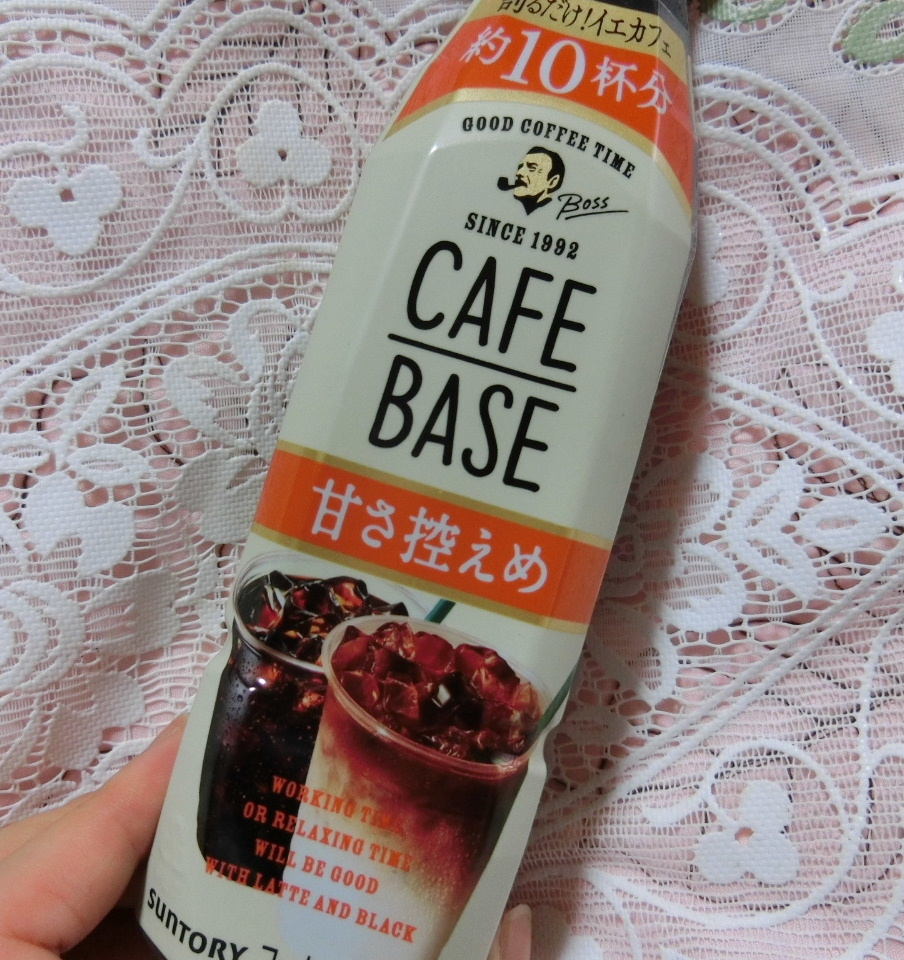 割るだけ!イエカフェ
約10杯分
GOOD COFFEE TIME
Boss
SINCE 1992
CAFE
BASE
甘さ控えめ
WORKING TIME
OR RELAXING TIME
WILL BE GOOD
WITH LATTE AND BLACK
SUNTORY